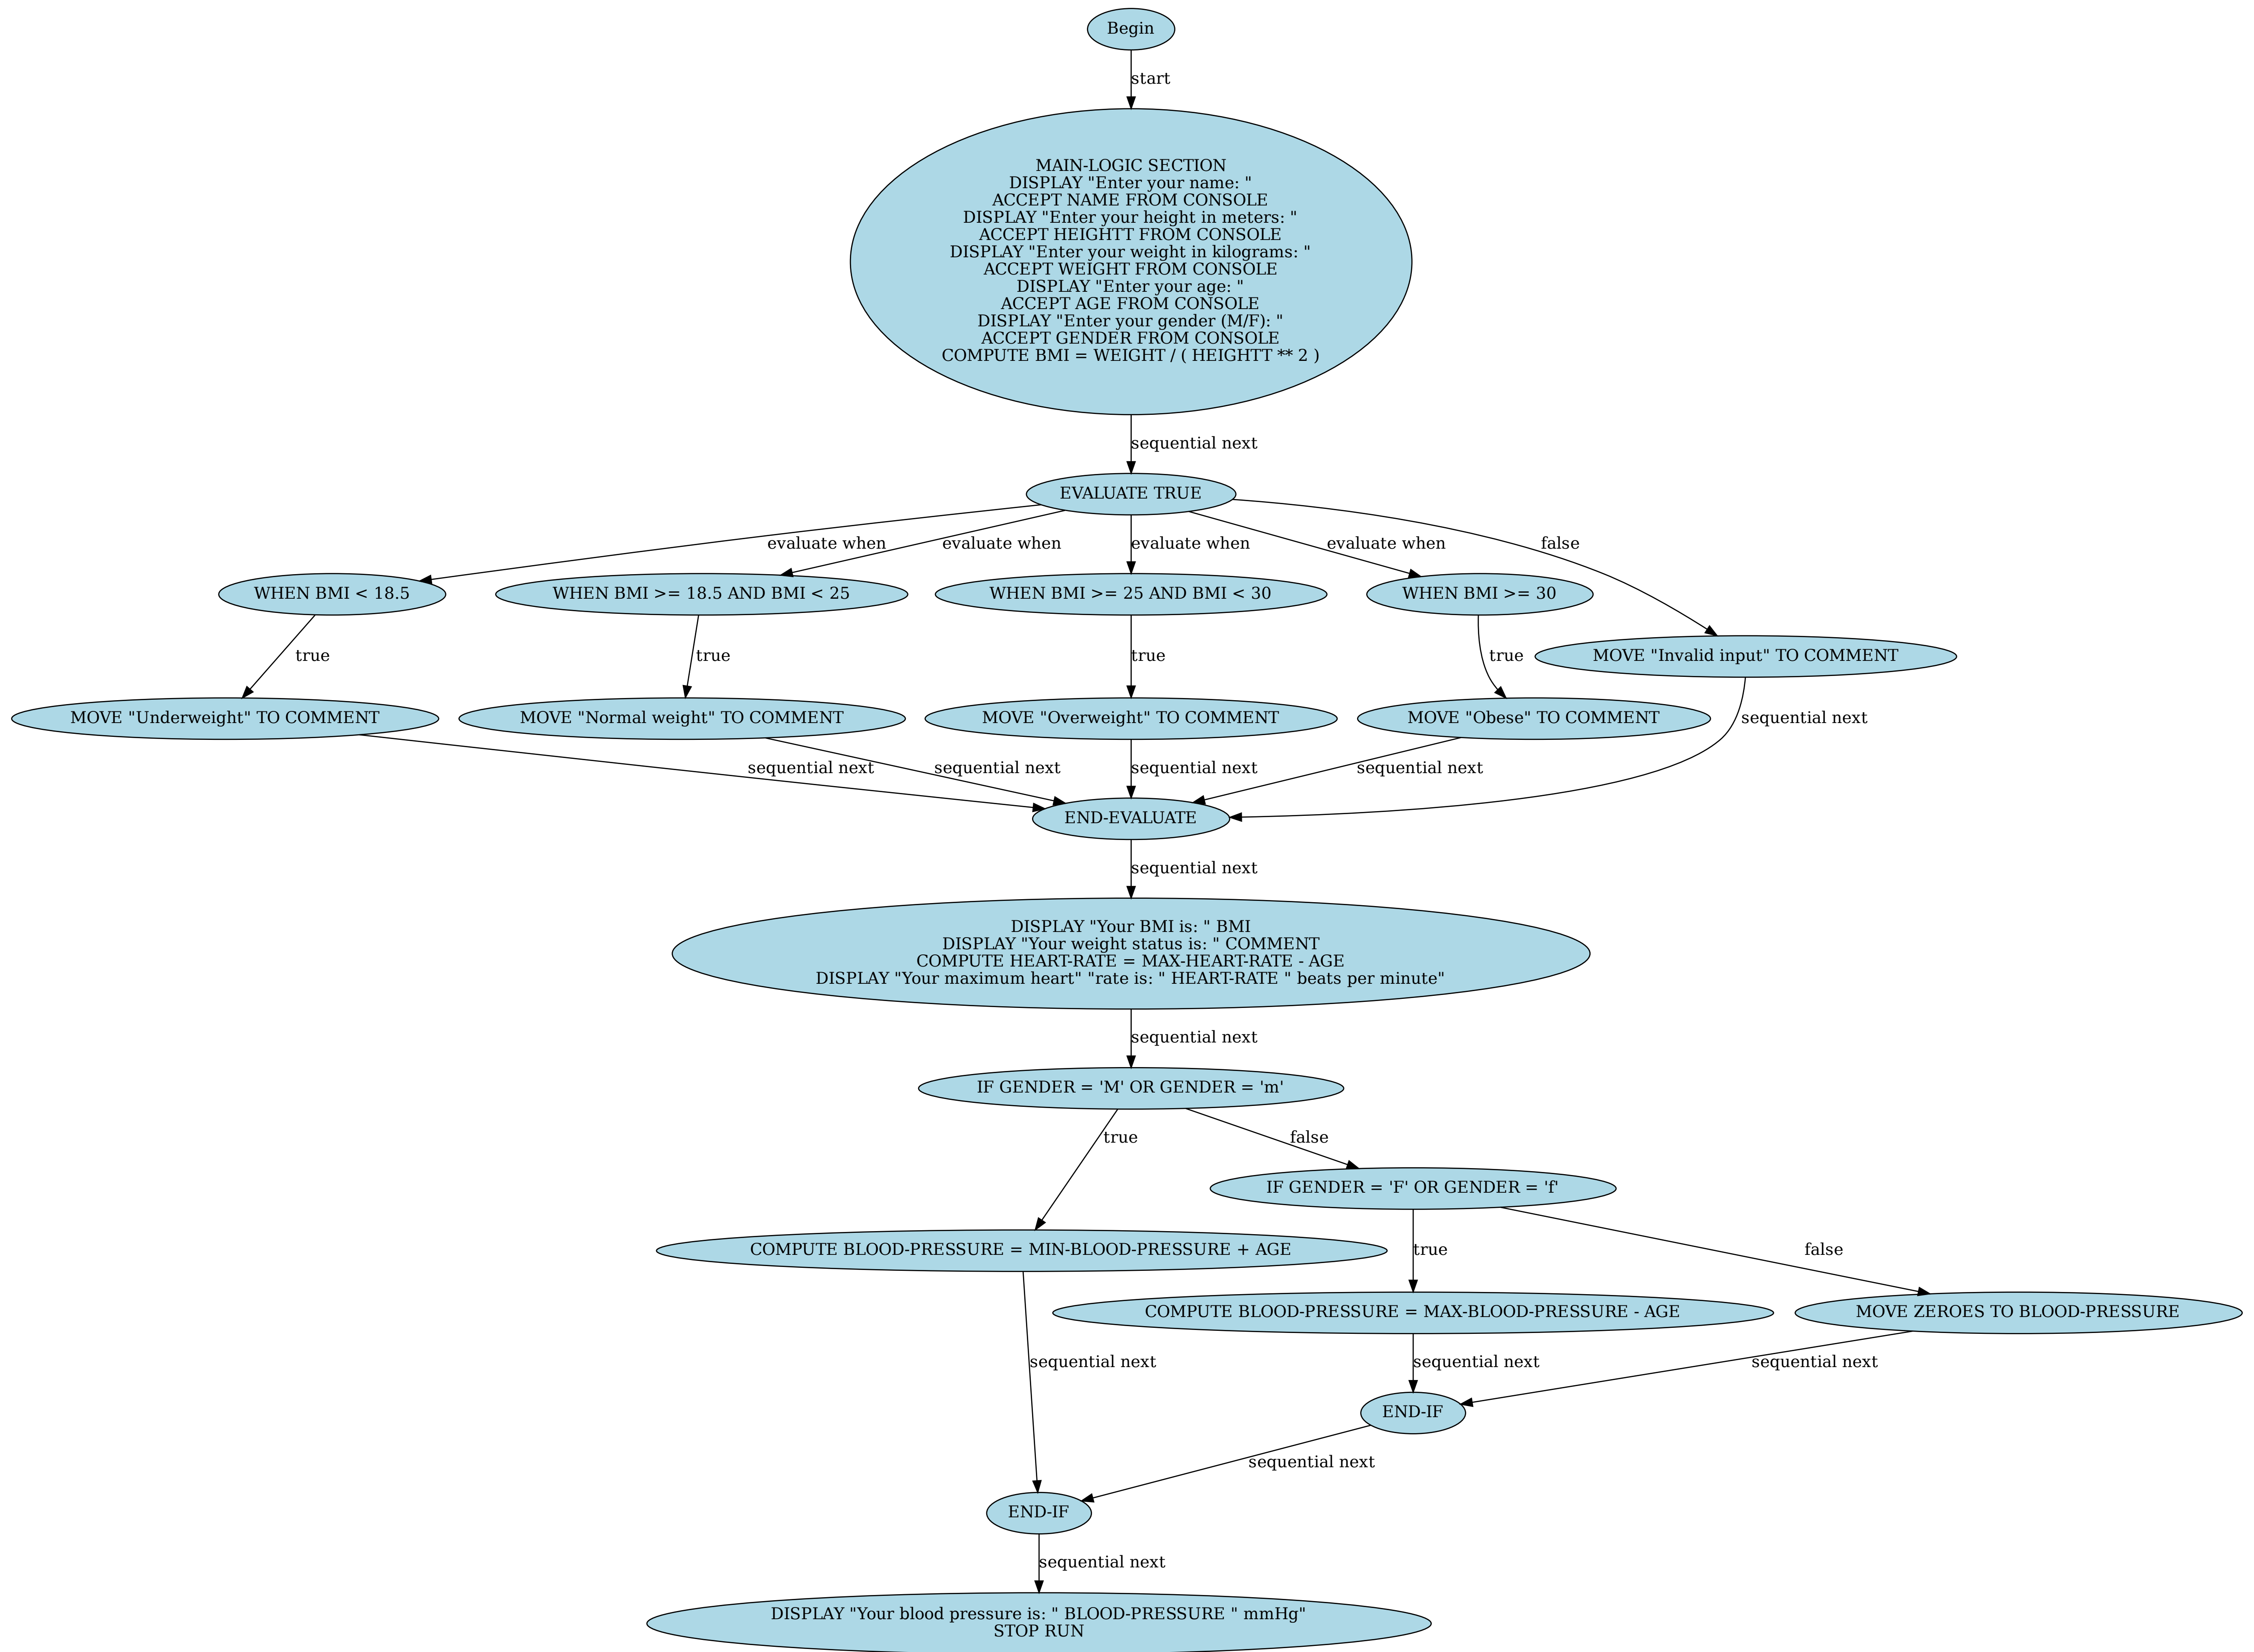 Begin
start
MAIN-LOGIC SECTION
DISPLAY "Enter your name: "
ACCEPT NAME FROM CONSOLE
DISPLAY "Enter your height in meters: "
ACCEPT HEIGHTT FROM CONSOLE
DISPLAY "Enter your weight in kilograms: "
ACCEPT WEIGHT FROM CONSOLE
DISPLAY "Enter your age: "
ACCEPT AGE FROM CONSOLE
DISPLAY "Enter your gender (M/F): "
ACCEPT GENDER FROM CONSOLE
COMPUTE BMI = WEIGHT / ( HEIGHTT ** 2 )
sequential next
EVALUATE TRUE
evaluate when
evaluate when
evaluate when
evaluate when
false
WHEN BMI < 18.5
WHEN BMI >= 18.5 AND BMI < 25
WHEN BMI >= 25 AND BMI < 30
WHEN BMI >= 30
true
true
true
true
MOVE "Invalid input" TO COMMENT
MOVE "Underweight" TO COMMENT
MOVE "Normal weight" TO COMMENT
MOVE "Overweight" TO COMMENT
MOVE "Obese" TO COMMENT
sequential next
sequential next
sequential next
sequential next
sequential next
END-EVALUATE
sequential next
DISPLAY "Your BMI is: " BMI
DISPLAY "Your weight status is: " COMMENT
COMPUTE HEART-RATE = MAX-HEART-RATE - AGE
DISPLAY "Your maximum heart" "rate is: " HEART-RATE " beats per minute"
sequential next
IF GENDER = 'M' OR GENDER = 'm'
true
false
IF GENDER = 'F' OR GENDER = 'f'
COMPUTE BLOOD-PRESSURE = MIN-BLOOD-PRESSURE + AGE
true
false
COMPUTE BLOOD-PRESSURE = MAX-BLOOD-PRESSURE - AGE
MOVE ZEROES TO BLOOD-PRESSURE
sequential next
sequential next
sequential next
END-IF
sequential next
END-IF
sequential next
DISPLAY "Your blood pressure is: " BLOOD-PRESSURE " mmHg"
STOP RUN